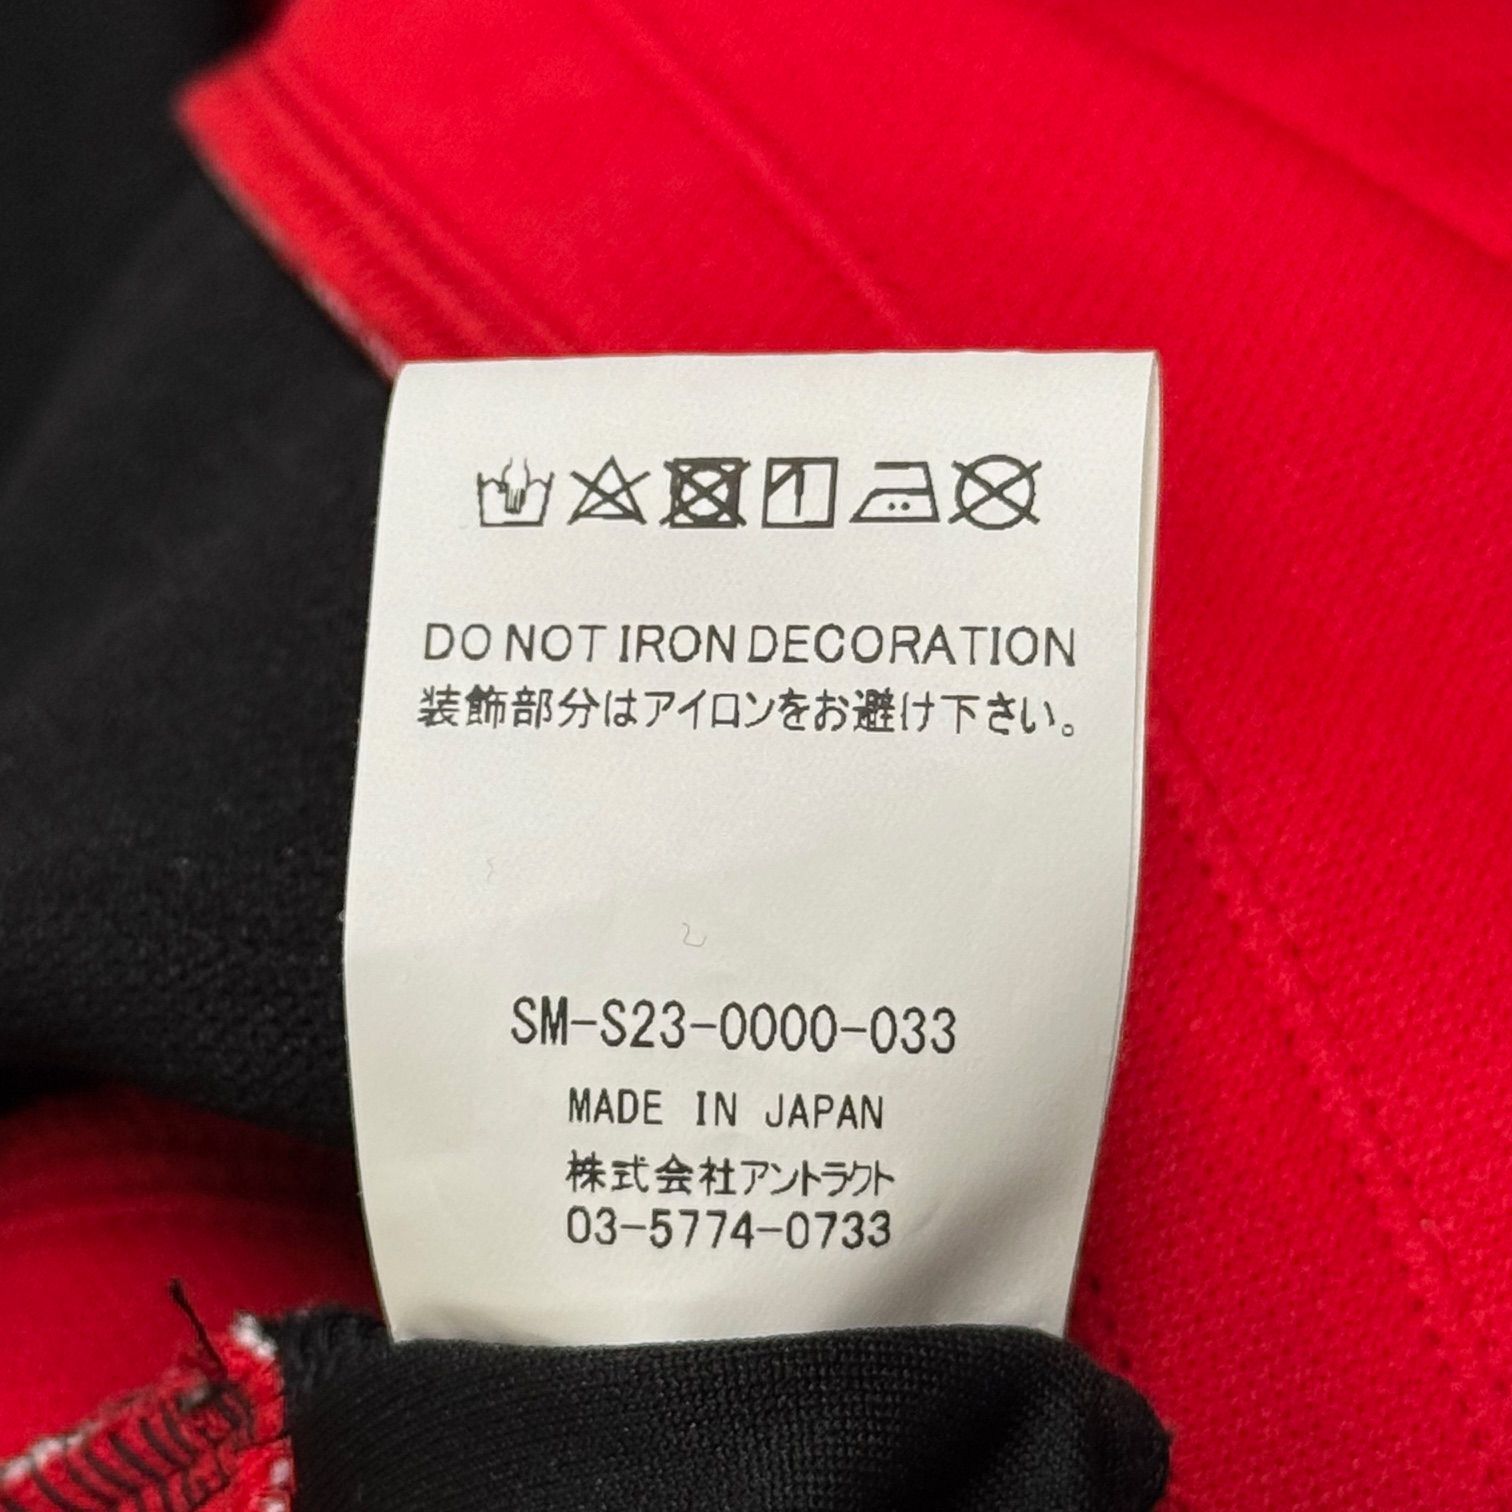 DO NOT IRON DECORATION
装飾部分はアイロンをお避け下さい。
SM-S23-0000-033
MADE IN JAPAN
株式会社アントラクト
03-5774-0733